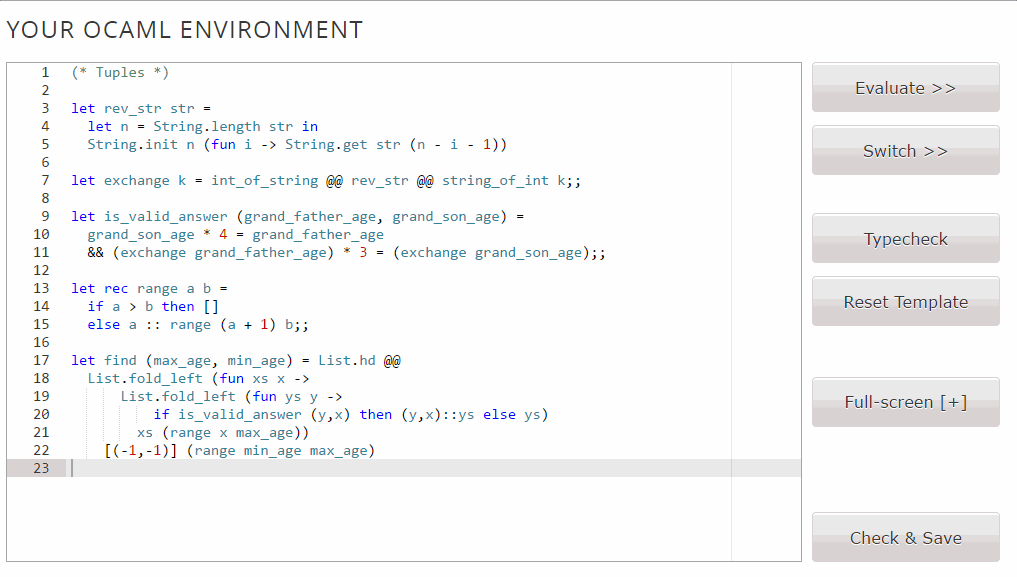 YOUR OCAML ENVIRONMENT
1 (* Tuples *)
2
3 let rev_str str =
4   let n = String.length str in
5   String.init n (fun i -> String.get str (n - i - 1))
6
7 let exchange k = int_of_string @@ rev_str @@ string_of_int k;;
8
9 let is_valid_answer (grand_father_age, grand_son_age) =
10   grand_son_age * 4 = grand_father_age
11   && (exchange grand_father_age) * 3 = (exchange grand_son_age);;
12
13 let rec range a b =
14   if a > b then []
15   else a :: range (a + 1) b;;
16
17 let find (max_age, min_age) = List.hd @@
18   List.fold_left (fun xs x ->
19       List.fold_left (fun ys y ->
20           if is_valid_answer (y,x) then (y,x)::ys else ys)
21         xs (range x max_age))
22     [(-1,-1)] (range min_age max_age)
23
Evaluate >>
Switch >>
Typecheck
Reset Template
Full-screen [+]
Check & Save